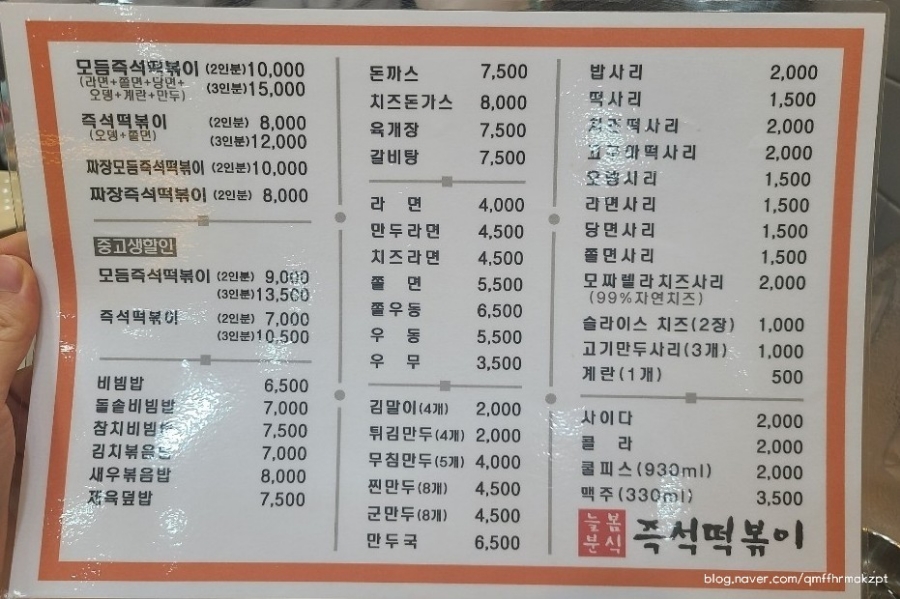 모듬즉석떡볶이 (2인분)10,000
(라면+쫄면+당면+
오뎅+계란+만두)
(3인분)15,000
즉석떡볶이 (2인분) 8,000
(오뎅+쫄면)
(3인분)12,000
짜장모듬즉석떡볶이 (2인분)10,000
짜장즉석떡볶이 (2인분) 8,000
중고생할인
모듬즉석떡볶이 (2인분) 9,000
(3인분)13,500
즉석떡볶이 (2인분) 7,000
(3인분)10,500
비빔밥 6,500
돌솥비빔밥 7,000
참치비빔밥 7,500
김치볶음밥 7,000
새우볶음밥 8,000
제육덮밥 7,500
돈까스 7,500
치즈돈가스 8,000
육개장 7,500
갈비탕 7,500
라 면 4,000
만두라면 4,500
치즈라면 4,500
쫄 면 5,500
쫄우동 6,500
우 동 5,500
우 무 3,500
김말이(4개) 2,000
튀김만두(4개) 2,000
무침만두(5개) 4,000
찐만두(8개) 4,500
군만두(8개) 4,500
만두국 6,500
밥사리 2,000
떡사리 1,500
치즈떡사리 2,000
고구마떡사리 2,000
오뎅사리 1,500
라면사리 1,500
당면사리 1,500
쫄면사리 1,500
모짜렐라치즈사리 2,000
(99%자연치즈)
슬라이스 치즈(2장) 1,000
고기만두사리(3개) 1,000
계란(1개) 500
사이다 2,000
콜 라 2,000
쿨피스(930ml) 2,000
맥주(330ml) 3,500
늘봄
분식
즉석떡볶이
blog.naver.com/qmffhrmakzpt